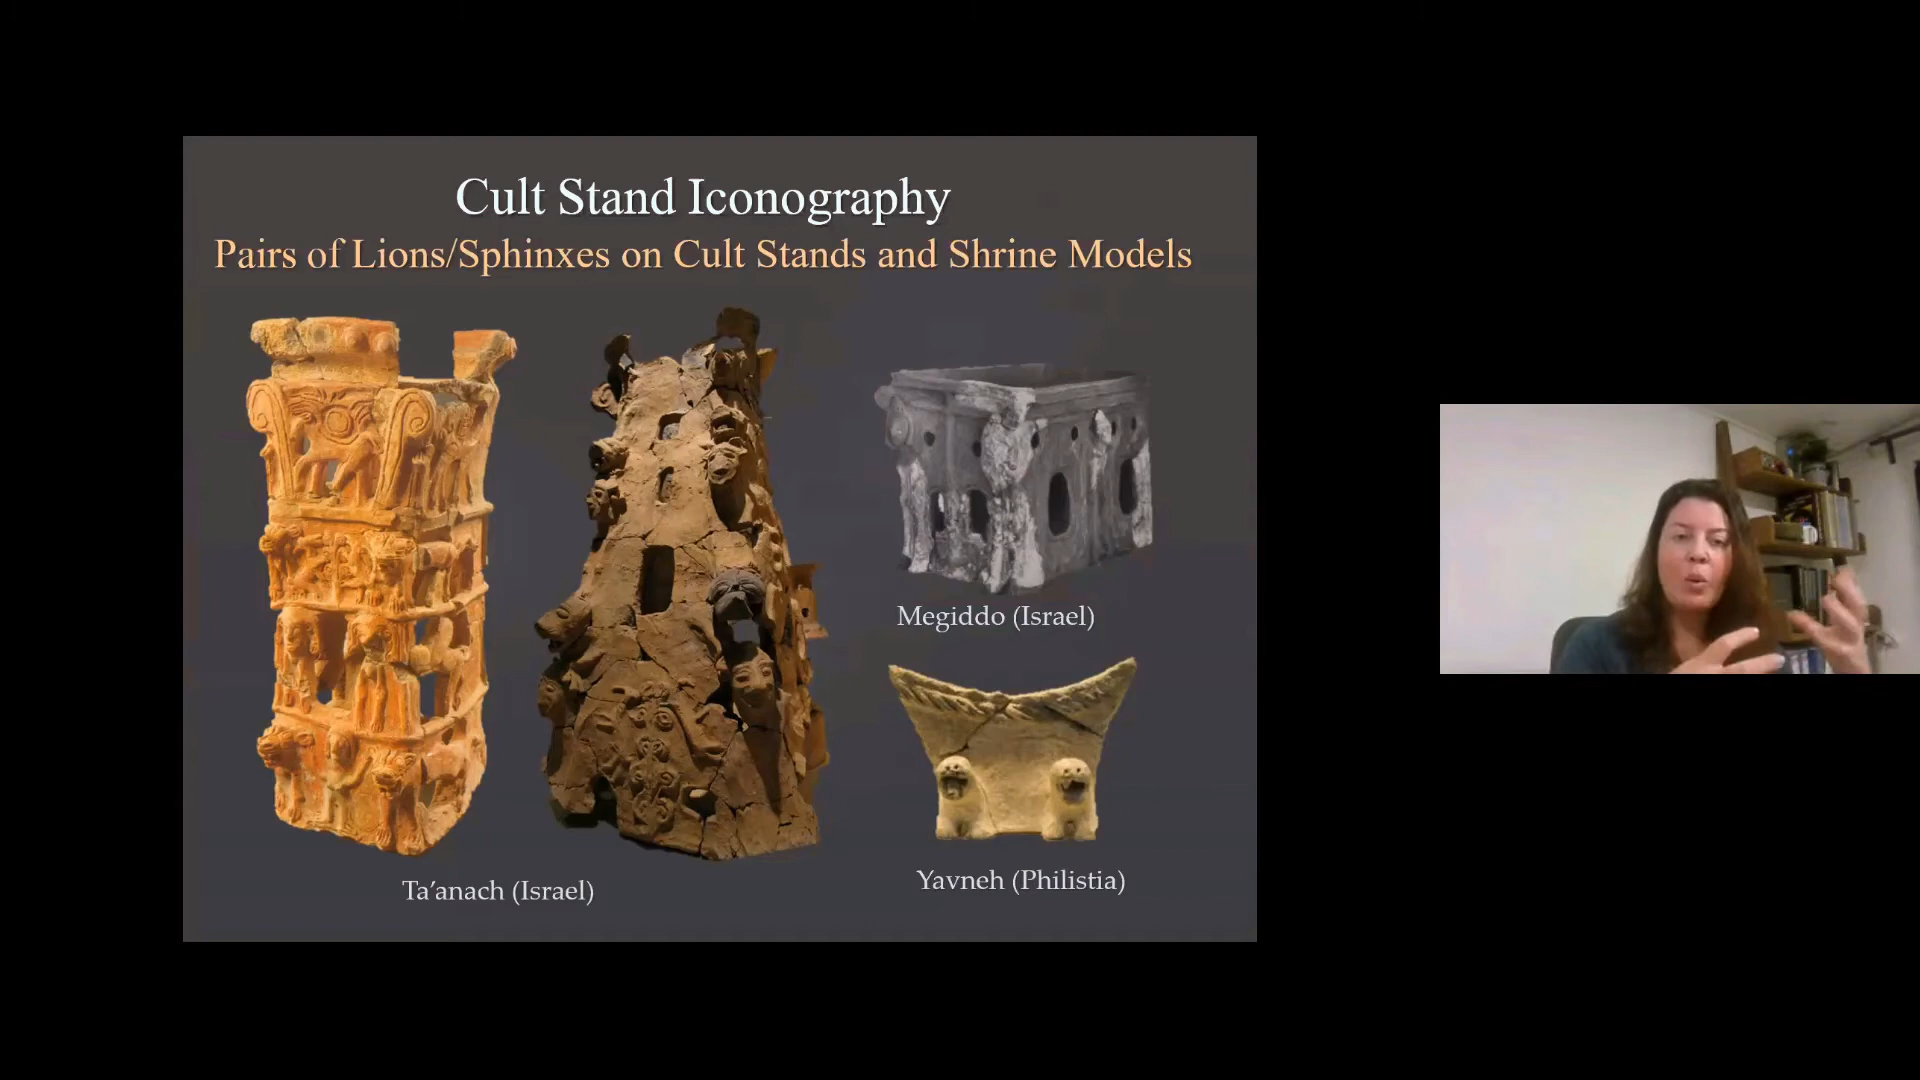 Cult Stand Iconography
Pairs of Lions/Sphinxes on Cult Stands and Shrine Models
Megiddo (Israel)
Yavneh (Philistia)
Ta’anach (Israel)